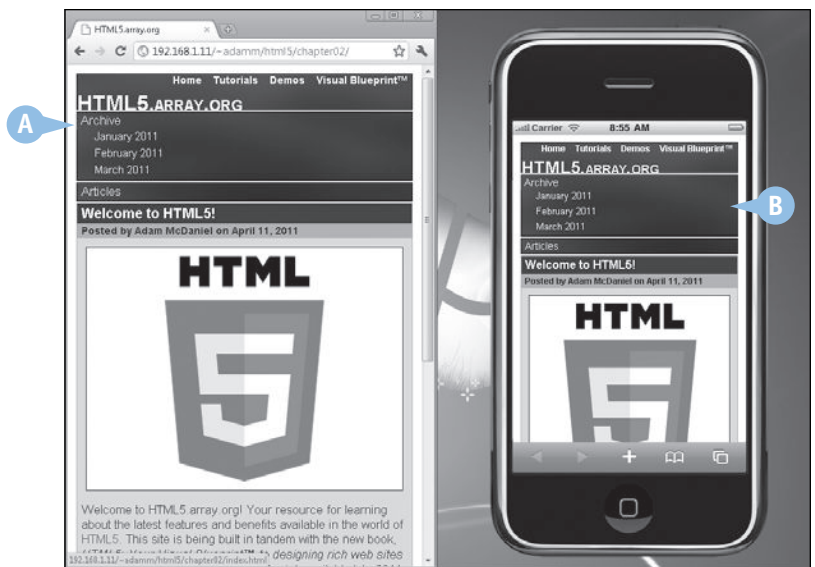 HTML5.array.org
192.168.1.11/~adamm/html5/chapter02/
Home Tutorials Demos Visual Blueprint™
HTML5.ARRAY.ORG
Archive
January 2011
February 2011
March 2011
Articles
Welcome to HTML5!
Posted by Adam McDaniel on April 11, 2011
HTML
5
Welcome to HTML5.array.org! Your resource for learning
about the latest features and benefits available in the world of
HTML5. This site is being built in tandem with the new book,
designing rich web sites
192.168.1.11/~adamm/html5/chapter02/index.html
A
Carrier 8:55 AM
Home Tutorials Demos Visual Blueprint™
HTML5.ARRAY.ORG
Archive
January 2011
February 2011
March 2011
Articles
Welcome to HTML5!
Posted by Adam McDaniel on April 11, 2011
HTML
5
B